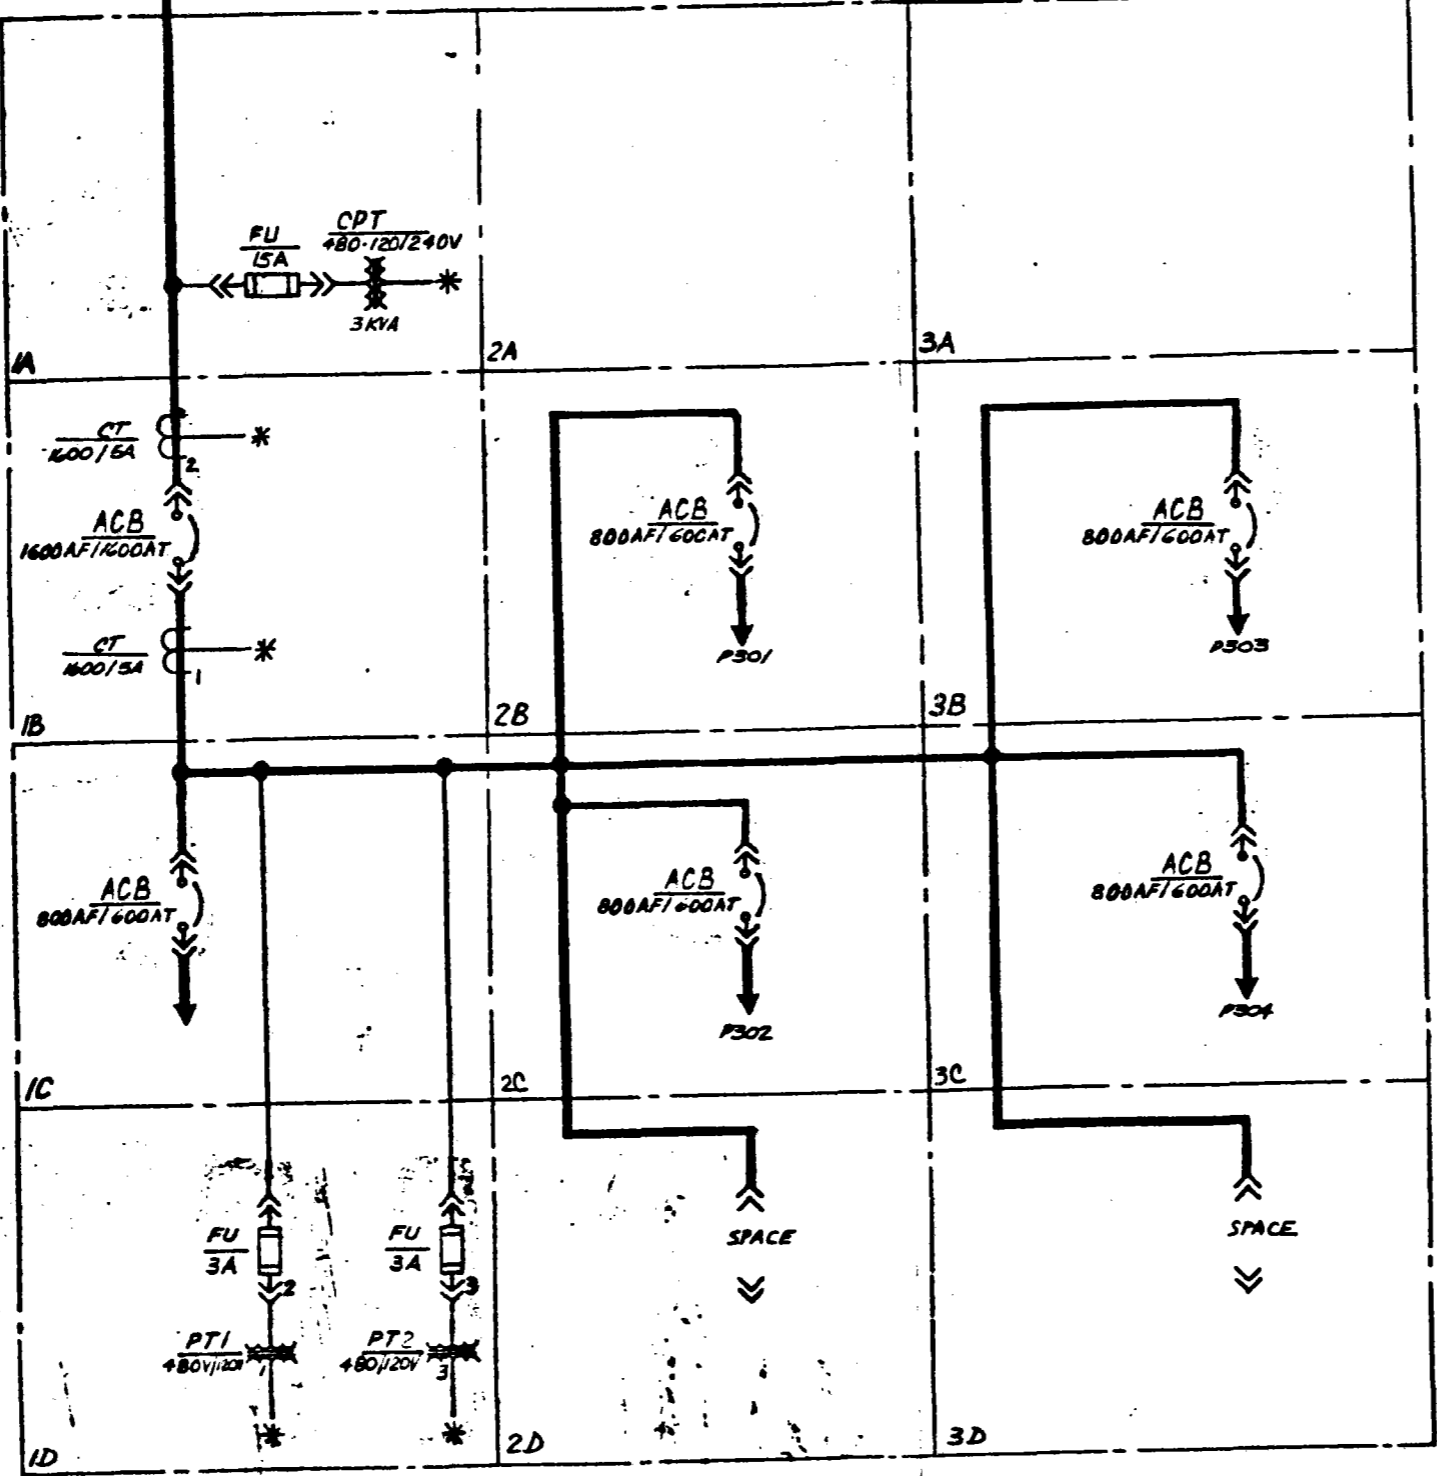 FU
15A
CPT
480-120/240V
3KVA
1A
2A
3A
CT
1600/5A
2
ACB
1600AF/1600AT
CT
1600/5A
1
1B
ACB
800AF/600AT
P301
2B
ACB
800AF/600AT
P303
3B
ACB
800AF/600AT
1C
ACB
800AF/600AT
P302
2C
ACB
800AF/600AT
P304
3C
FU
3A
2
PT1
480V/120V
1
FU
3A
3
PT2
480/120V
3
1D
SPACE
2D
SPACE
3D